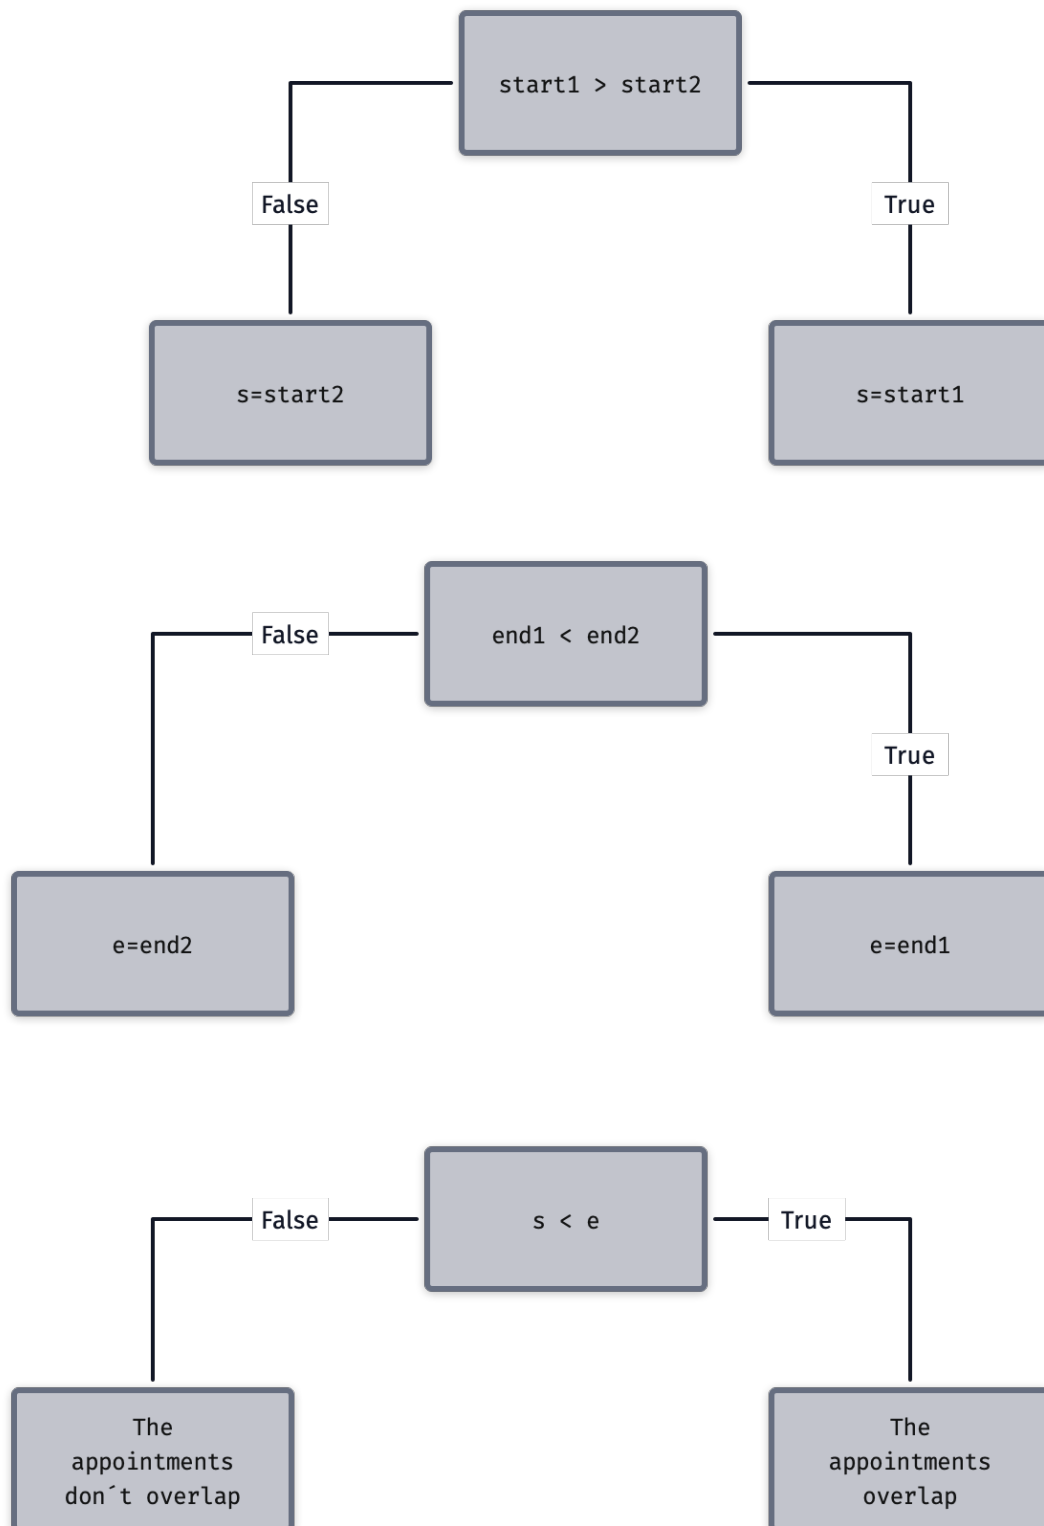 start1 > start2
False
True
s=start2
s=start1
end1 < end2
False
True
e=end2
e=end1
s < e
False
True
The
appointments
don´t overlap
The
appointments
overlap